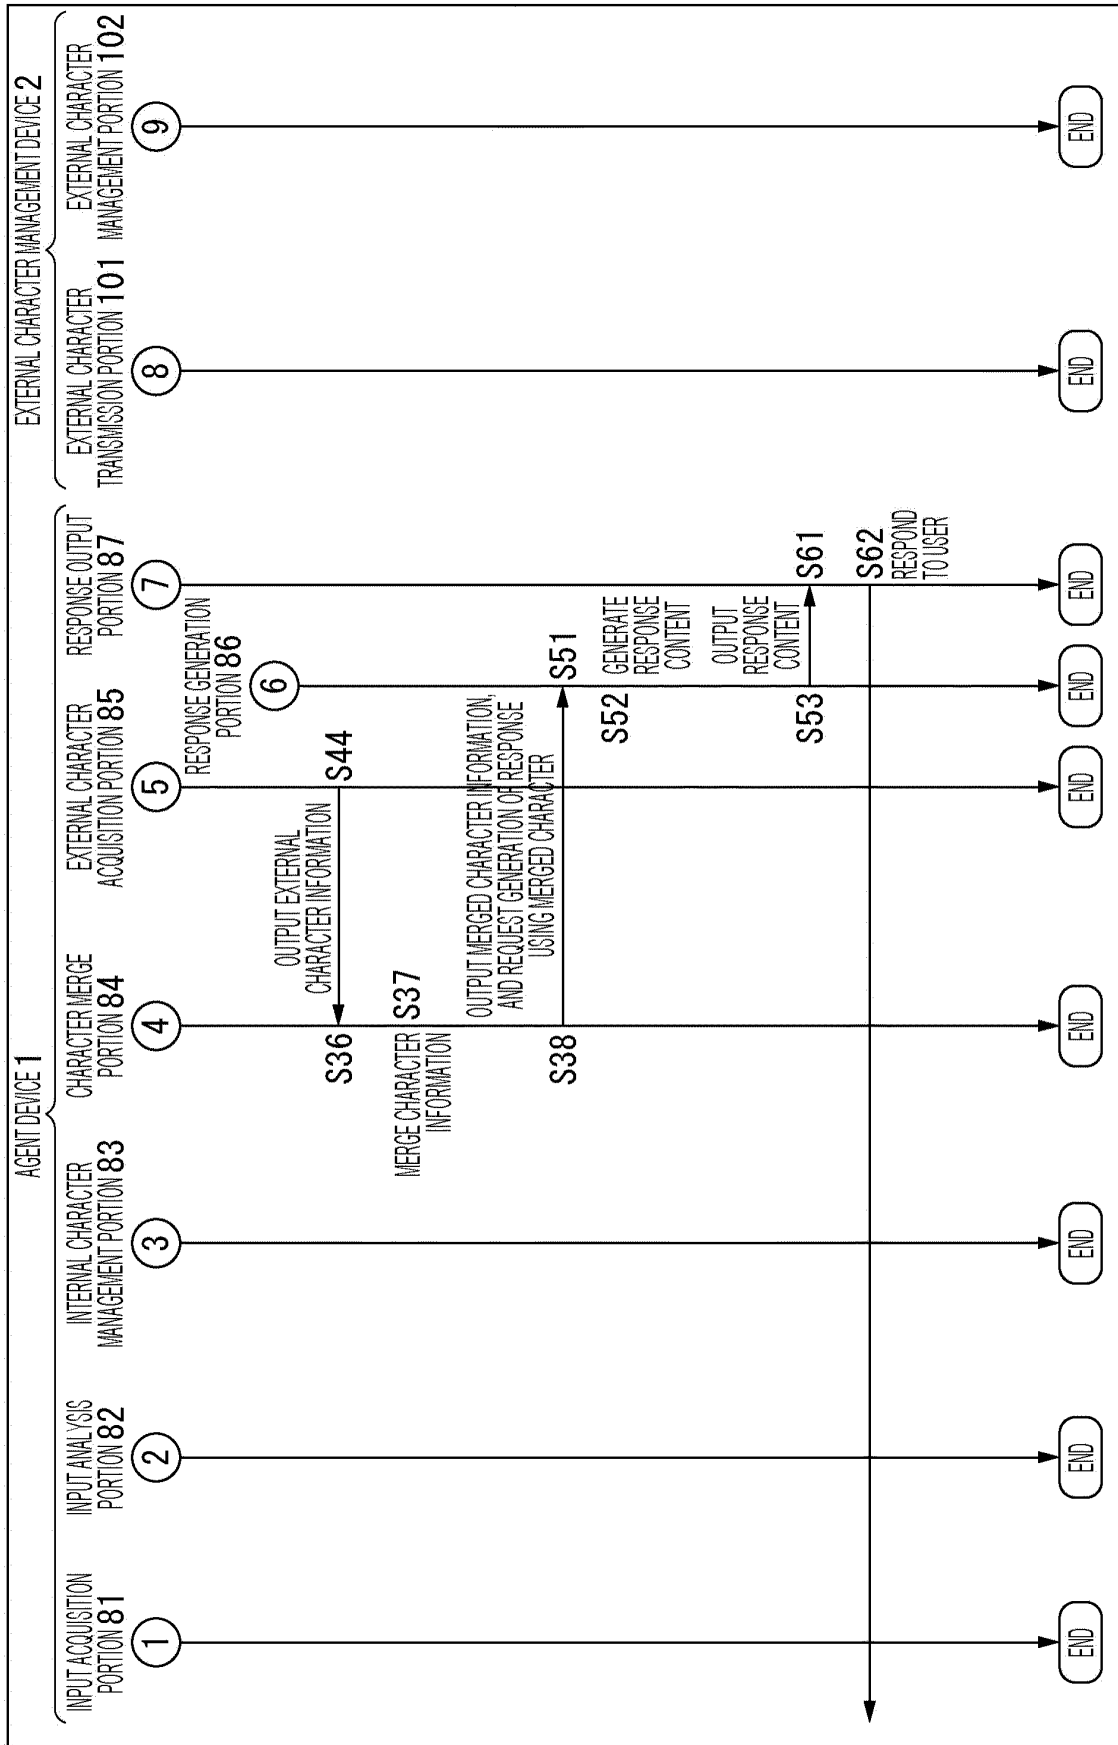 AGENT DEVICE 1
EXTERNAL CHARACTER MANAGEMENT DEVICE 2
INPUT ACQUISITION
PORTION 81
INPUT ANALYSIS
PORTION 82
INTERNAL CHARACTER
MANAGEMENT PORTION 83
CHARACTER MERGE
PORTION 84
EXTERNAL CHARACTER
ACQUISITION PORTION 85
RESPONSE GENERATION
PORTION 86
RESPONSE OUTPUT
PORTION 87
EXTERNAL CHARACTER
TRANSMISSION PORTION 101
EXTERNAL CHARACTER
MANAGEMENT PORTION 102
1
2
3
4
5
6
7
8
9
OUTPUT EXTERNAL
CHARACTER INFORMATION
S36
S44
MERGE CHARACTER
INFORMATION
S37
OUTPUT MERGED CHARACTER INFORMATION,
AND REQUEST GENERATION OF RESPONSE
USING MERGED CHARACTER
S38
S51
S52
GENERATE
RESPONSE
CONTENT
OUTPUT
RESPONSE
CONTENT
S53
S61
S62
RESPOND
TO USER
END
END
END
END
END
END
END
END
END